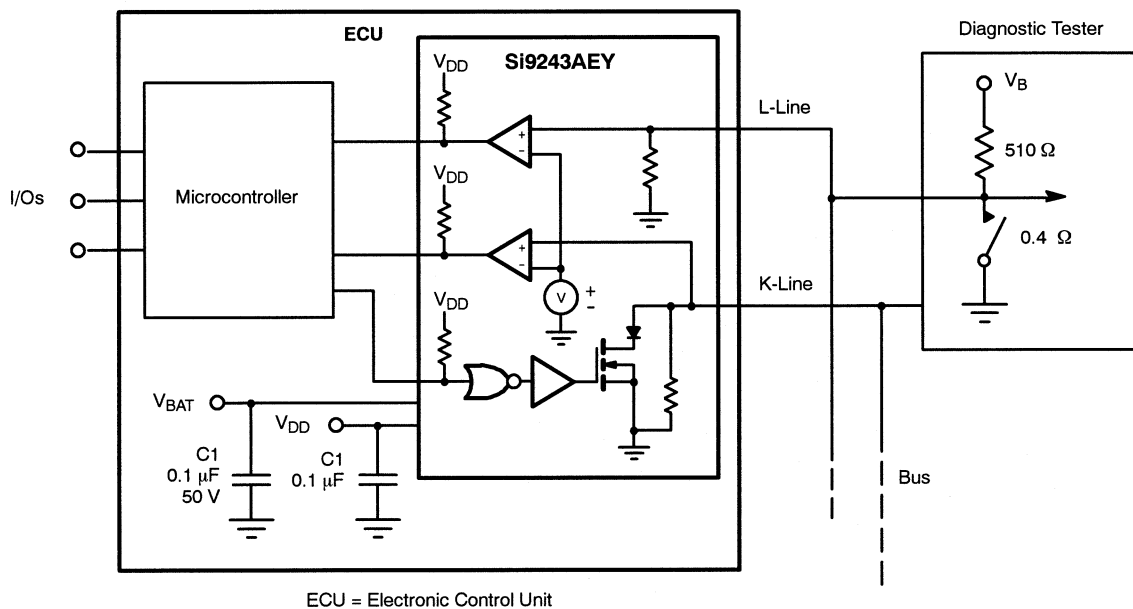 ECU
Diagnostic Tester
Si9243AEY
VDD
VB
L-Line
510 Ω
I/Os
Microcontroller
VDD
+
-
+
-
0.4 Ω
V
+
-
K-Line
VDD
VBAT
VDD
C1
0.1 μF
50 V
C1
0.1 μF
Bus
ECU = Electronic Control Unit